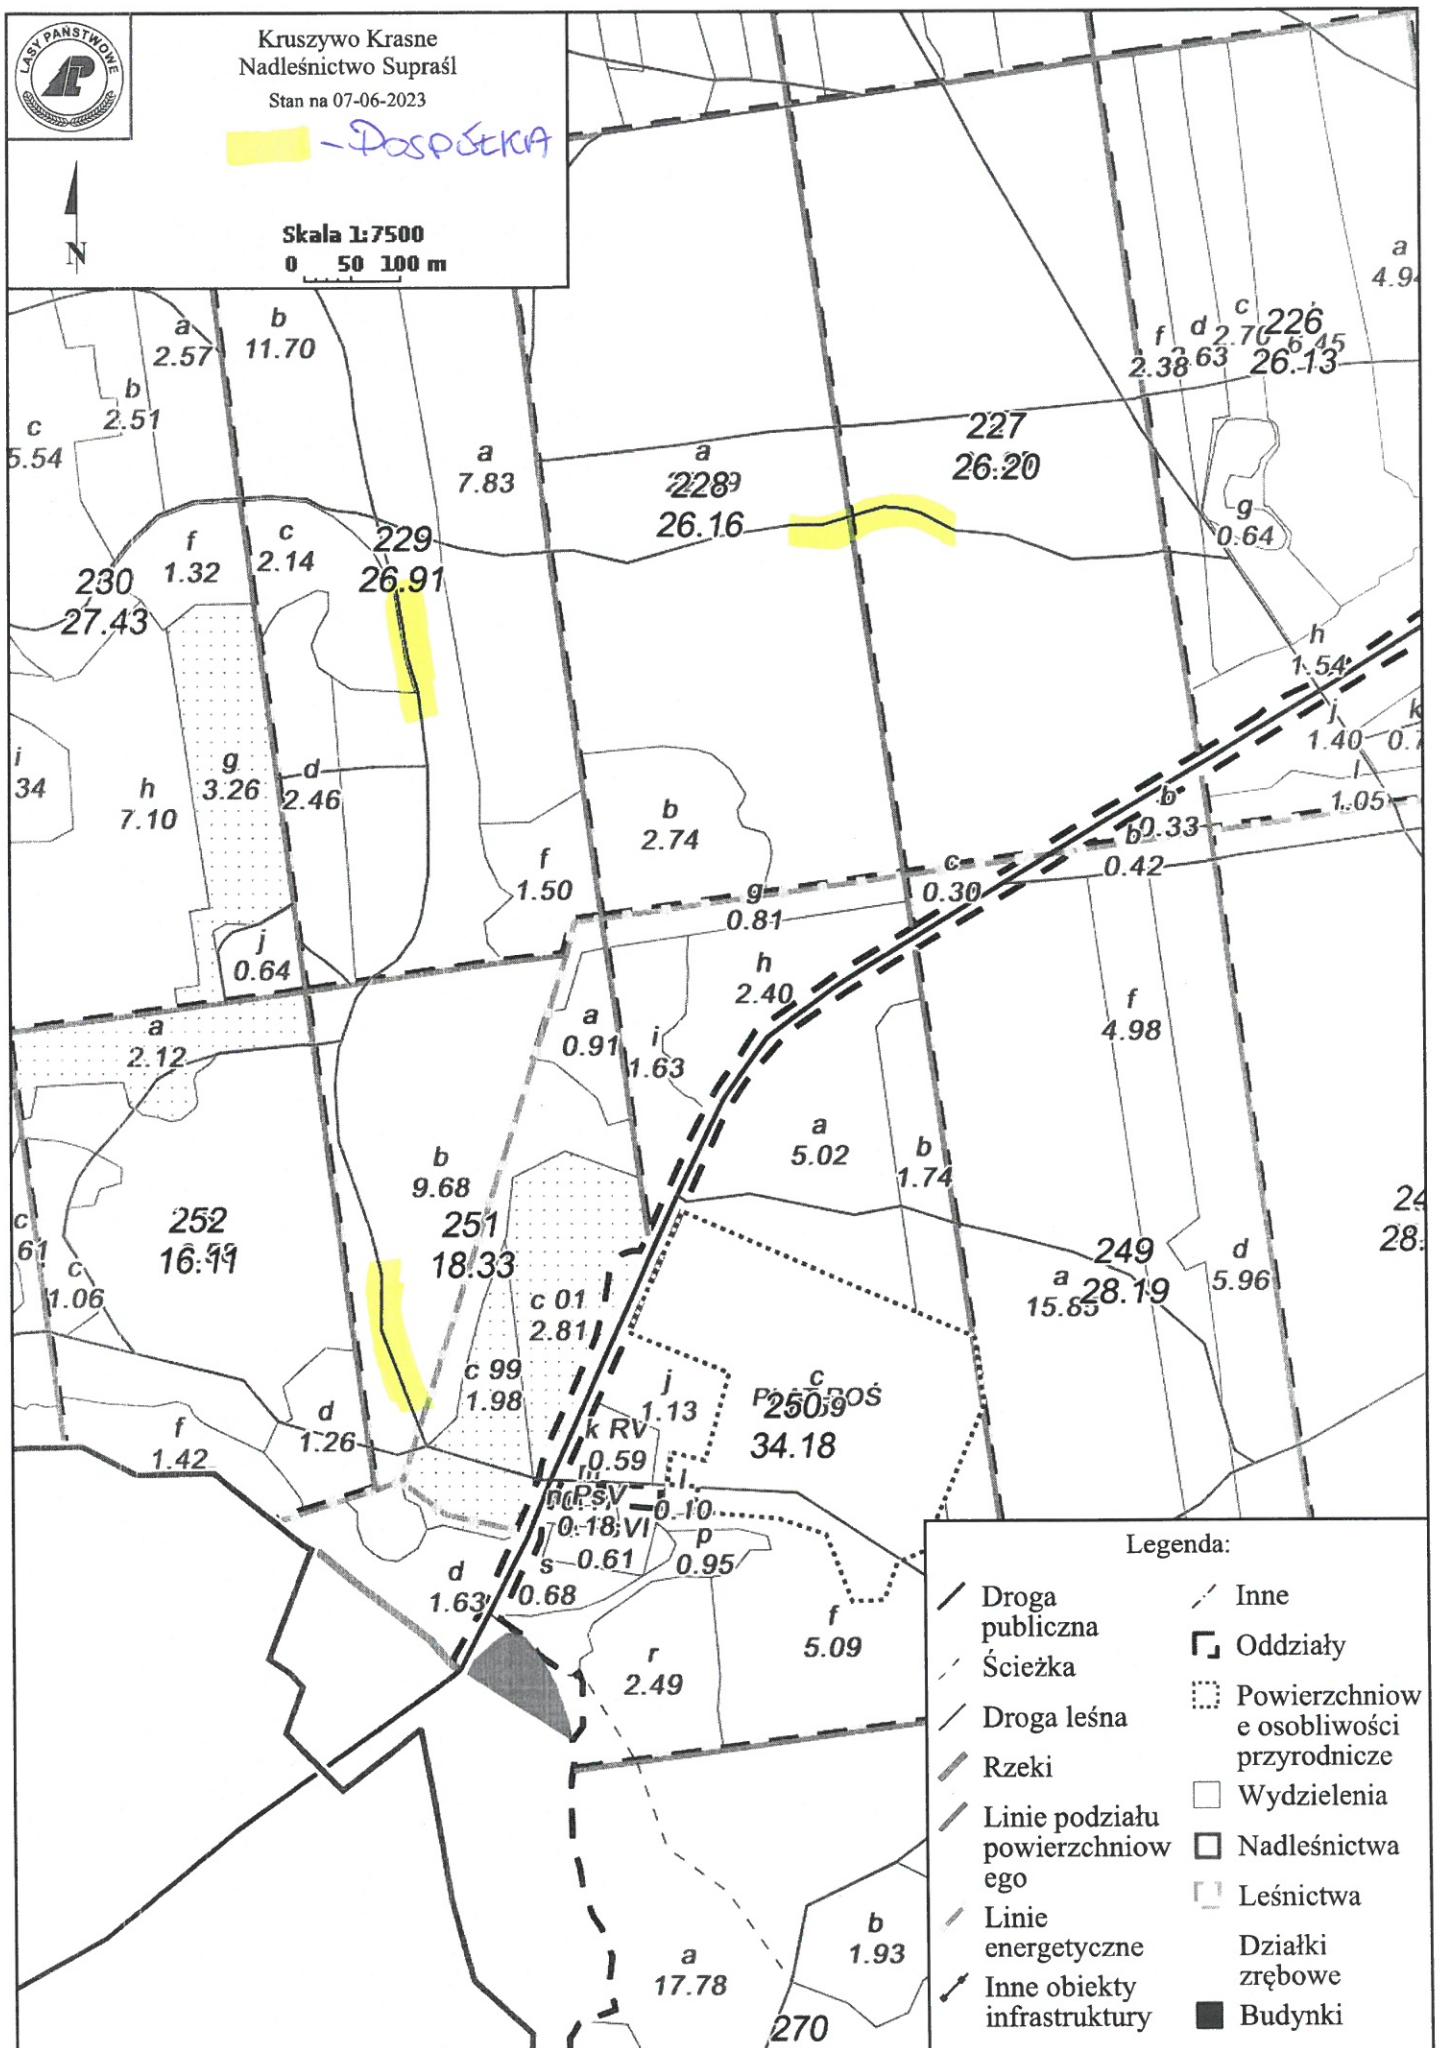 LASY PAŃSTWOWE
LP
Kruszywo Krasne
Nadleśnictwo Supraśl
Stan na 07-06-2023
- POSPÓŁKA
N
Skala 1:7500
0 50 100 m
a
4.94
a
2.57
b
11.70
c
226
d
f
2.38
26.13
b
2.51
c
5.54
a
7.83
a
228
26.16
227
26.20
g
0.64
f
1.32
c
2.14
229
26.91
230
27.43
h
1.54
j
1.40
k
l
1.05
i
34
h
7.10
g
3.26
d
2.46
b
2.74
b
0.33
b
0.42
f
1.50
c
0.30
g
0.81
j
0.64
h
2.40
a
2.12
a
0.91
i
1.63
f
4.98
a
5.02
b
1.74
b
9.68
251
18.33
252
16.11
c
61
c
1.06
249
28.19
a
15.85
d
5.96
24
28.
c 01
2.81
c 99
1.98
j
1.13
c
250
34.18
k RV
0.59
d
1.26
f
1.42
l
0.10
PsV
0.18
VI
0.61
p
0.95
s
0.68
d
1.63
f
5.09
r
2.49
a
17.78
b
1.93
270
Legenda:
Droga
publiczna
Ścieżka
Droga leśna
Rzeki
Linie podziału
powierzchniow
ego
Linie
energetyczne
Inne obiekty
infrastruktury
Inne
Oddziały
Powierzchniow
e osobliwości
przyrodnicze
Wydzielenia
Nadleśnictwa
Leśnictwa
Działki
zrębowe
Budynki